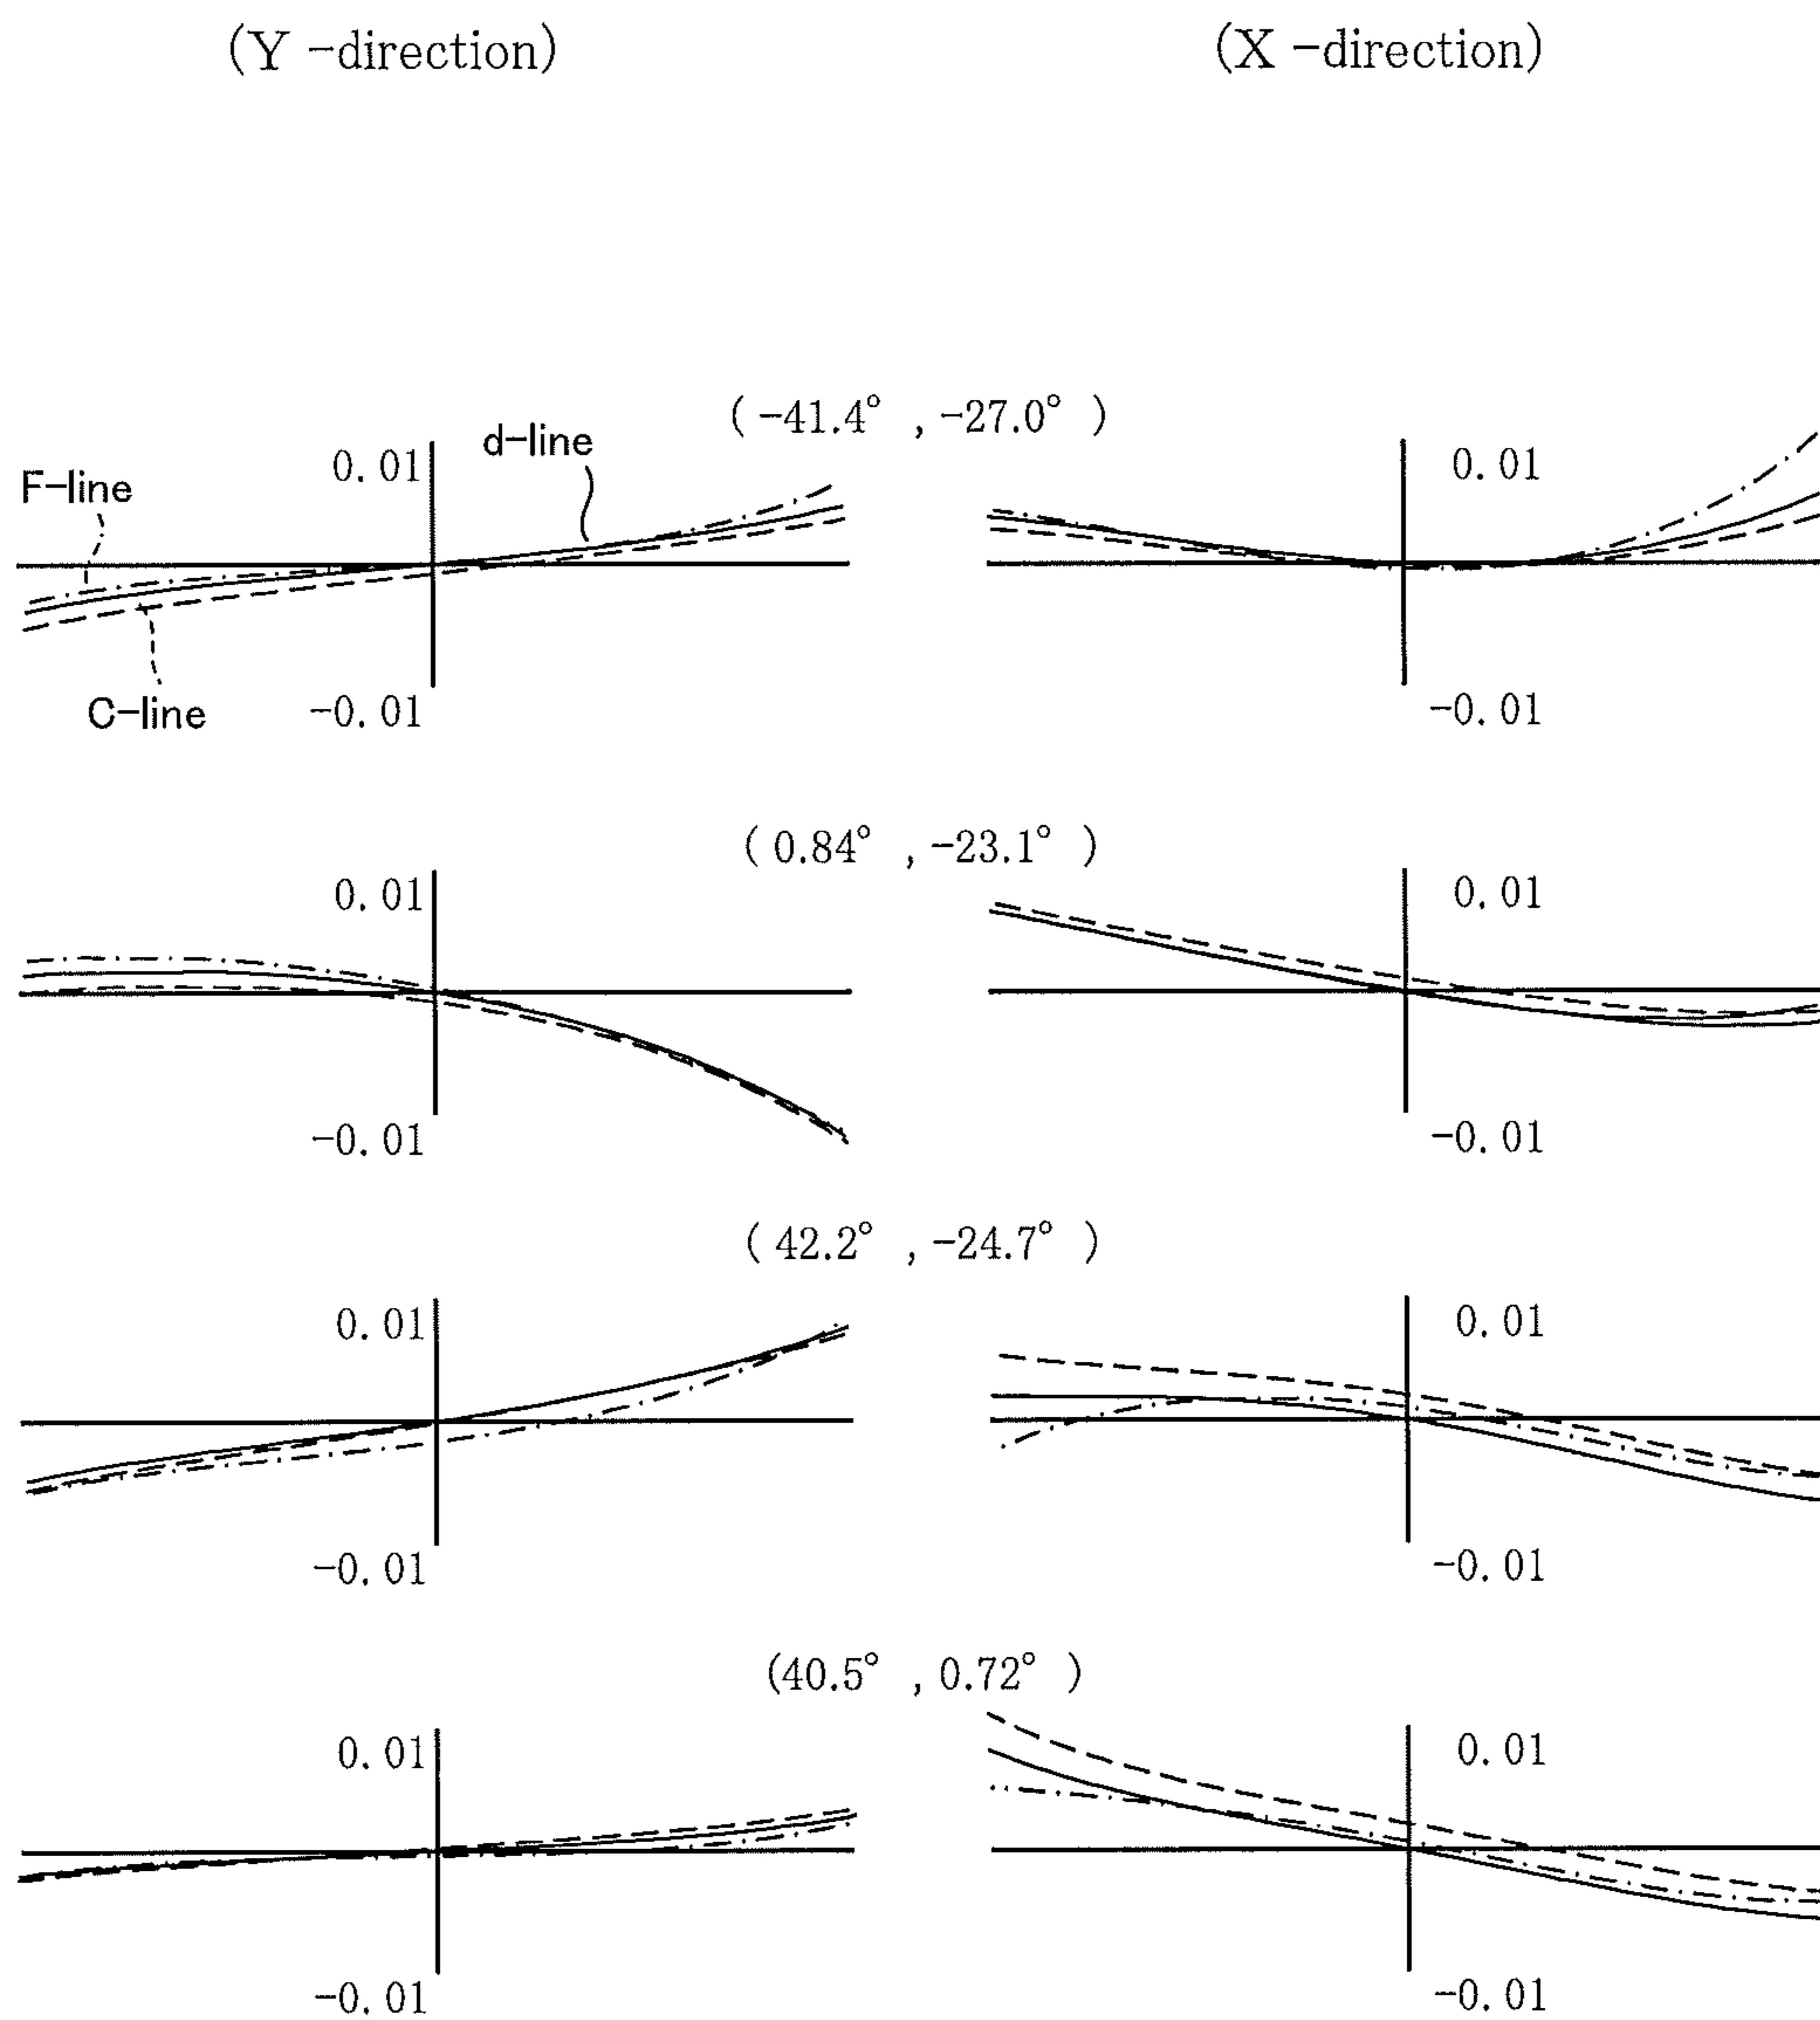 (Y -direction)
(X -direction)
( -41.4° , -27.0° )
d-line
F-line
C-line
0.01
-0.01
0.01
-0.01
( 0.84° , -23.1° )
0.01
-0.01
0.01
-0.01
( 42.2° , -24.7° )
0.01
-0.01
0.01
-0.01
(40.5° , 0.72° )
0.01
-0.01
0.01
-0.01